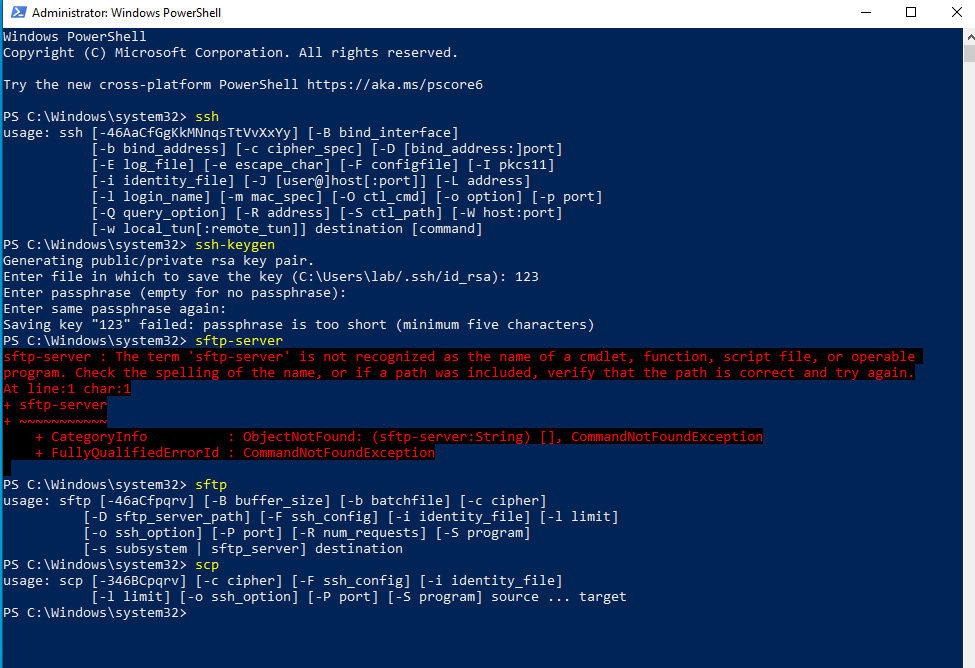 Administrator: Windows PowerShell
Windows PowerShell
Copyright (C) Microsoft Corporation. All rights reserved.
Try the new cross-platform PowerShell https://aka.ms/pscore6
PS C:\Windows\system32> ssh
usage: ssh [-46AaCfGgKkMNnqsTtVvXxYy] [-B bind_interface]
           [-b bind_address] [-c cipher_spec] [-D [bind_address:]port]
           [-E log_file] [-e escape_char] [-F configfile] [-I pkcs11]
           [-i identity_file] [-J [user@]host[:port]] [-L address]
           [-l login_name] [-m mac_spec] [-O ctl_cmd] [-o option] [-p port]
           [-Q query_option] [-R address] [-S ctl_path] [-W host:port]
           [-w local_tun[:remote_tun]] destination [command]
PS C:\Windows\system32> ssh-keygen
Generating public/private rsa key pair.
Enter file in which to save the key (C:\Users\lab/.ssh/id_rsa): 123
Enter passphrase (empty for no passphrase):
Enter same passphrase again:
Saving key "123" failed: passphrase is too short (minimum five characters)
PS C:\Windows\system32> sftp-server
sftp-server : The term 'sftp-server' is not recognized as the name of a cmdlet, function, script file, or operable
program. Check the spelling of the name, or if a path was included, verify that the path is correct and try again.
At line:1 char:1
+ sftp-server
+ ~~~~~~~~~~~
    + CategoryInfo          : ObjectNotFound: (sftp-server:String) [], CommandNotFoundException
    + FullyQualifiedErrorId : CommandNotFoundException
PS C:\Windows\system32> sftp
usage: sftp [-46aCfpqrv] [-B buffer_size] [-b batchfile] [-c cipher]
          [-D sftp_server_path] [-F ssh_config] [-i identity_file] [-l limit]
          [-o ssh_option] [-P port] [-R num_requests] [-S program]
          [-s subsystem | sftp_server] destination
PS C:\Windows\system32> scp
usage: scp [-346BCpqrv] [-c cipher] [-F ssh_config] [-i identity_file]
           [-l limit] [-o ssh_option] [-P port] [-S program] source ... target
PS C:\Windows\system32>